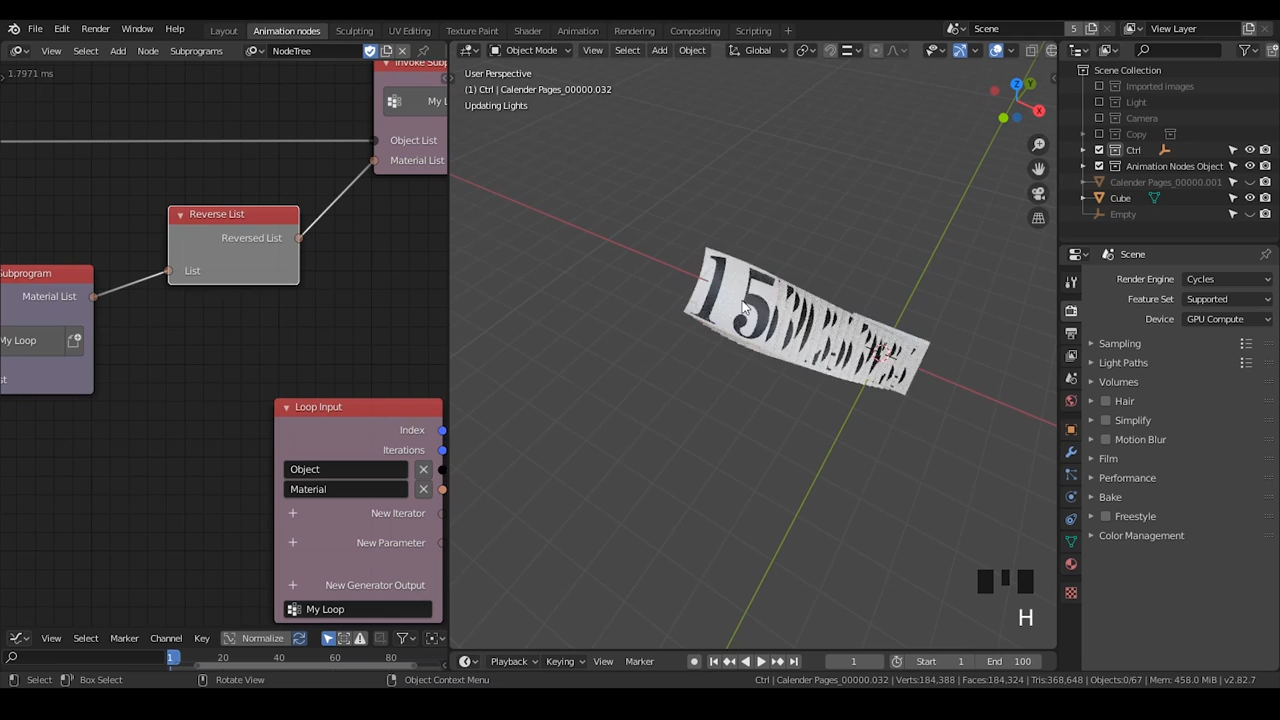 File Edit Render Window Help Layout Animation nodes Sculpting UV Editing Texture Paint Shader Animation Rendering Compositing Scripting + Scene 5 View Layer
View Select Add Node Subprograms NodeTree Object Mode View Select Add Object Global
1.7971 ms
Invoke Subp
My L
Object List
Material List
Reverse List
Reversed List
List
Subprogram
Material List
My Loop
st
Loop Input
Index
Iterations
Object
Material
New Iterator
New Parameter
New Generator Output
My Loop
User Perspective
(1) Ctrl | Calender Pages_00000.032
Updating Lights
Z
Y
X
15
H
Scene Collection
Imported images
Light
Camera
Copy
Ctrl
Animation Nodes Object
Calender Pages_00000.001
Cube
Empty
Scene
Render Engine Cycles
Feature Set Supported
Device GPU Compute
Sampling
Light Paths
Volumes
Hair
Simplify
Motion Blur
Film
Performance
Bake
Freestyle
Color Management
View Select Marker Channel Key Normalize
1 20 40 60 80
Playback Keying View Marker 1 Start 1 End 100
Select Box Select Rotate View Object Context Menu Ctrl | Calender Pages_00000.032 | Verts:184,388 | Faces:184,324 | Tris:368,648 | Objects:0/67 | Mem: 458.0 MiB | v2.82.7